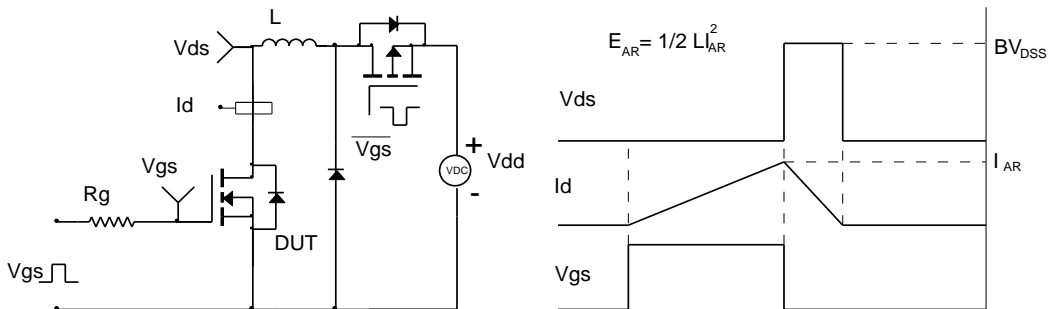 L
Vds
Id
Vgs
Vgs
Rg
DUT
Vgs
+
VDC
Vdd
-
E_AR= 1/2 LI_AR^2
BV_DSS
Vds
I_AR
Id
Vgs